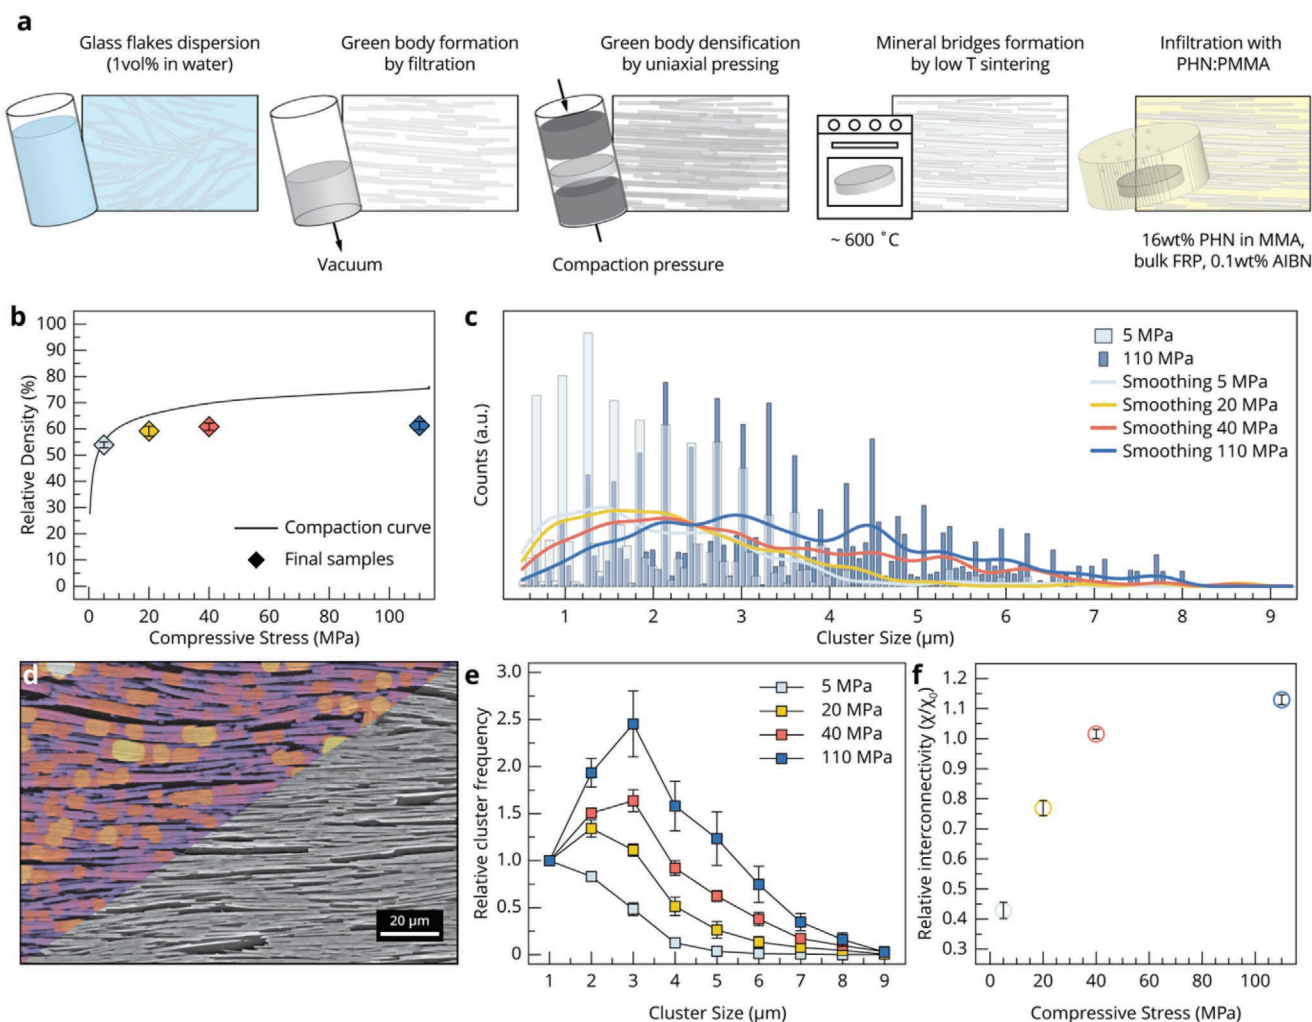 a
Glass flakes dispersion
(1vol% in water)
Green body formation
by filtration
Green body densification
by uniaxial pressing
Mineral bridges formation
by low T sintering
Infiltration with
PHN:PMMA
Vacuum
Compaction pressure
~ 600 ˚C
16wt% PHN in MMA,
bulk FRP, 0.1wt% AIBN
b
Relative Density (%)
100
90
80
70
60
50
40
30
20
10
0
Compaction curve
Final samples
0 20 40 60 80 100
Compressive Stress (MPa)
c
Counts (a.u.)
5 MPa
110 MPa
Smoothing 5 MPa
Smoothing 20 MPa
Smoothing 40 MPa
Smoothing 110 MPa
1 2 3 4 5 6 7 8 9
Cluster Size (µm)
d
20 µm
e
Relative cluster frequency
3.0
2.5
2.0
1.5
1.0
0.5
0
5 MPa
20 MPa
40 MPa
110 MPa
1 2 3 4 5 6 7 8 9
Cluster Size (µm)
f
Relative interconnectivity (χ/χ₀)
1.2
1.1
1.0
0.9
0.8
0.7
0.6
0.5
0.4
0.3
0 20 40 60 80 100
Compressive Stress (MPa)